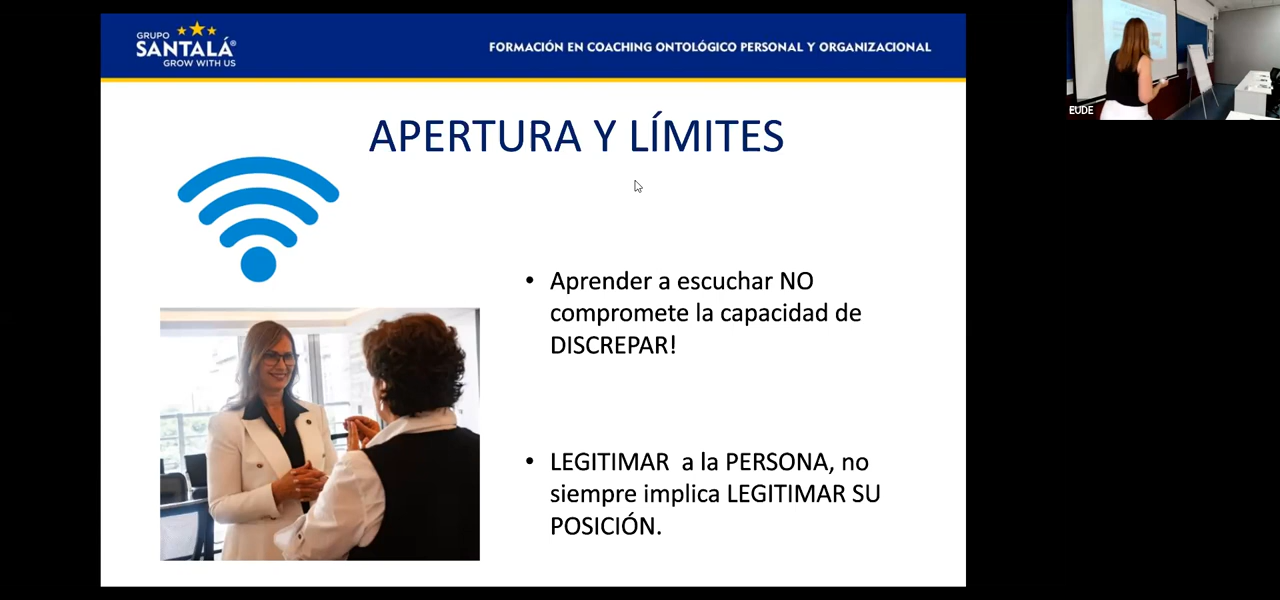 GRUPO
SANTALÁ®
GROW WITH US
FORMACIÓN EN COACHING ONTOLÓGICO PERSONAL Y ORGANIZACIONAL
EUDE
APERTURA Y LÍMITES
• Aprender a escuchar NO
compromete la capacidad de
DISCREPAR!
• LEGITIMAR a la PERSONA, no
siempre implica LEGITIMAR SU
POSICIÓN.